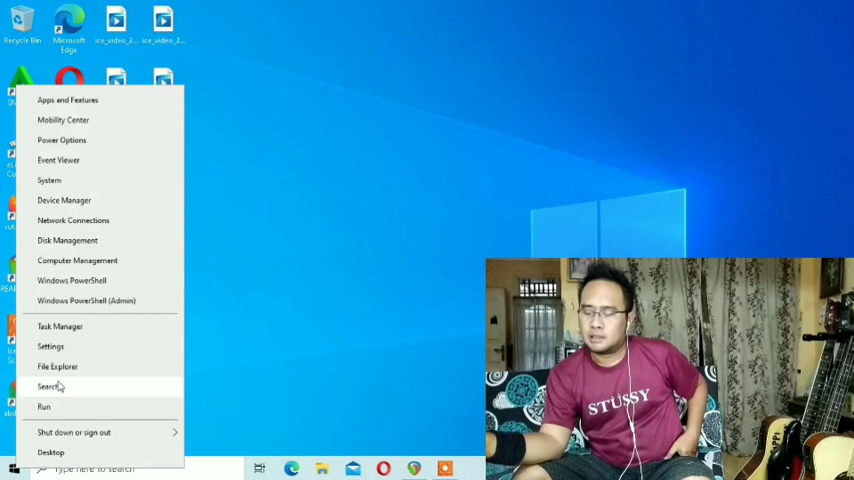 Recycle Bin
Microsoft Edge
ice_video_2...
ice_video_2...
Apps and Features
Mobility Center
Power Options
Event Viewer
System
Device Manager
Network Connections
Disk Management
Computer Management
Windows PowerShell
Windows PowerShell (Admin)
Task Manager
Settings
File Explorer
Search
Run
Shut down or sign out
Desktop
Type here to search
STUSSY